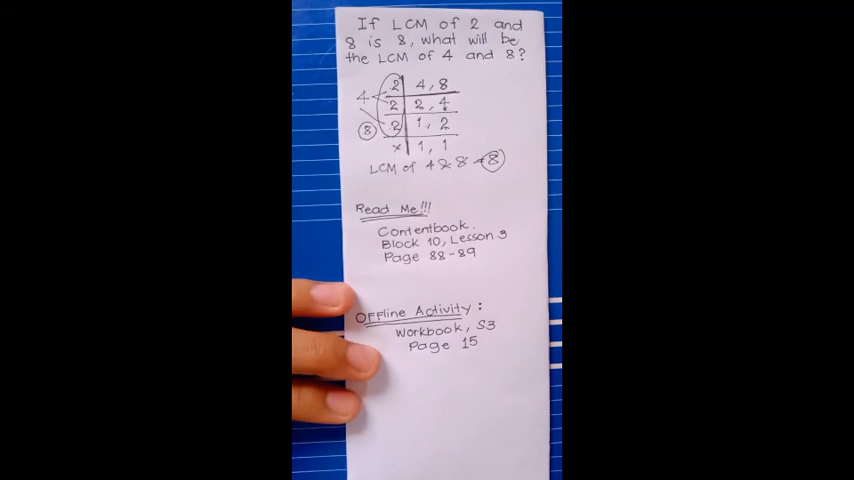 If LCM of 2 and
8 is 8, what will be
the LCM of 4 and 8?
2 | 4, 8
4 2 | 2, 4
8 2 | 1, 2
x | 1, 1
LCM of 4 & 8 = 8
Read Me!!!
Contentbook.
Block 10, Lesson 3
Page 88-89
Offline Activity :
Workbook, S3
Page 15